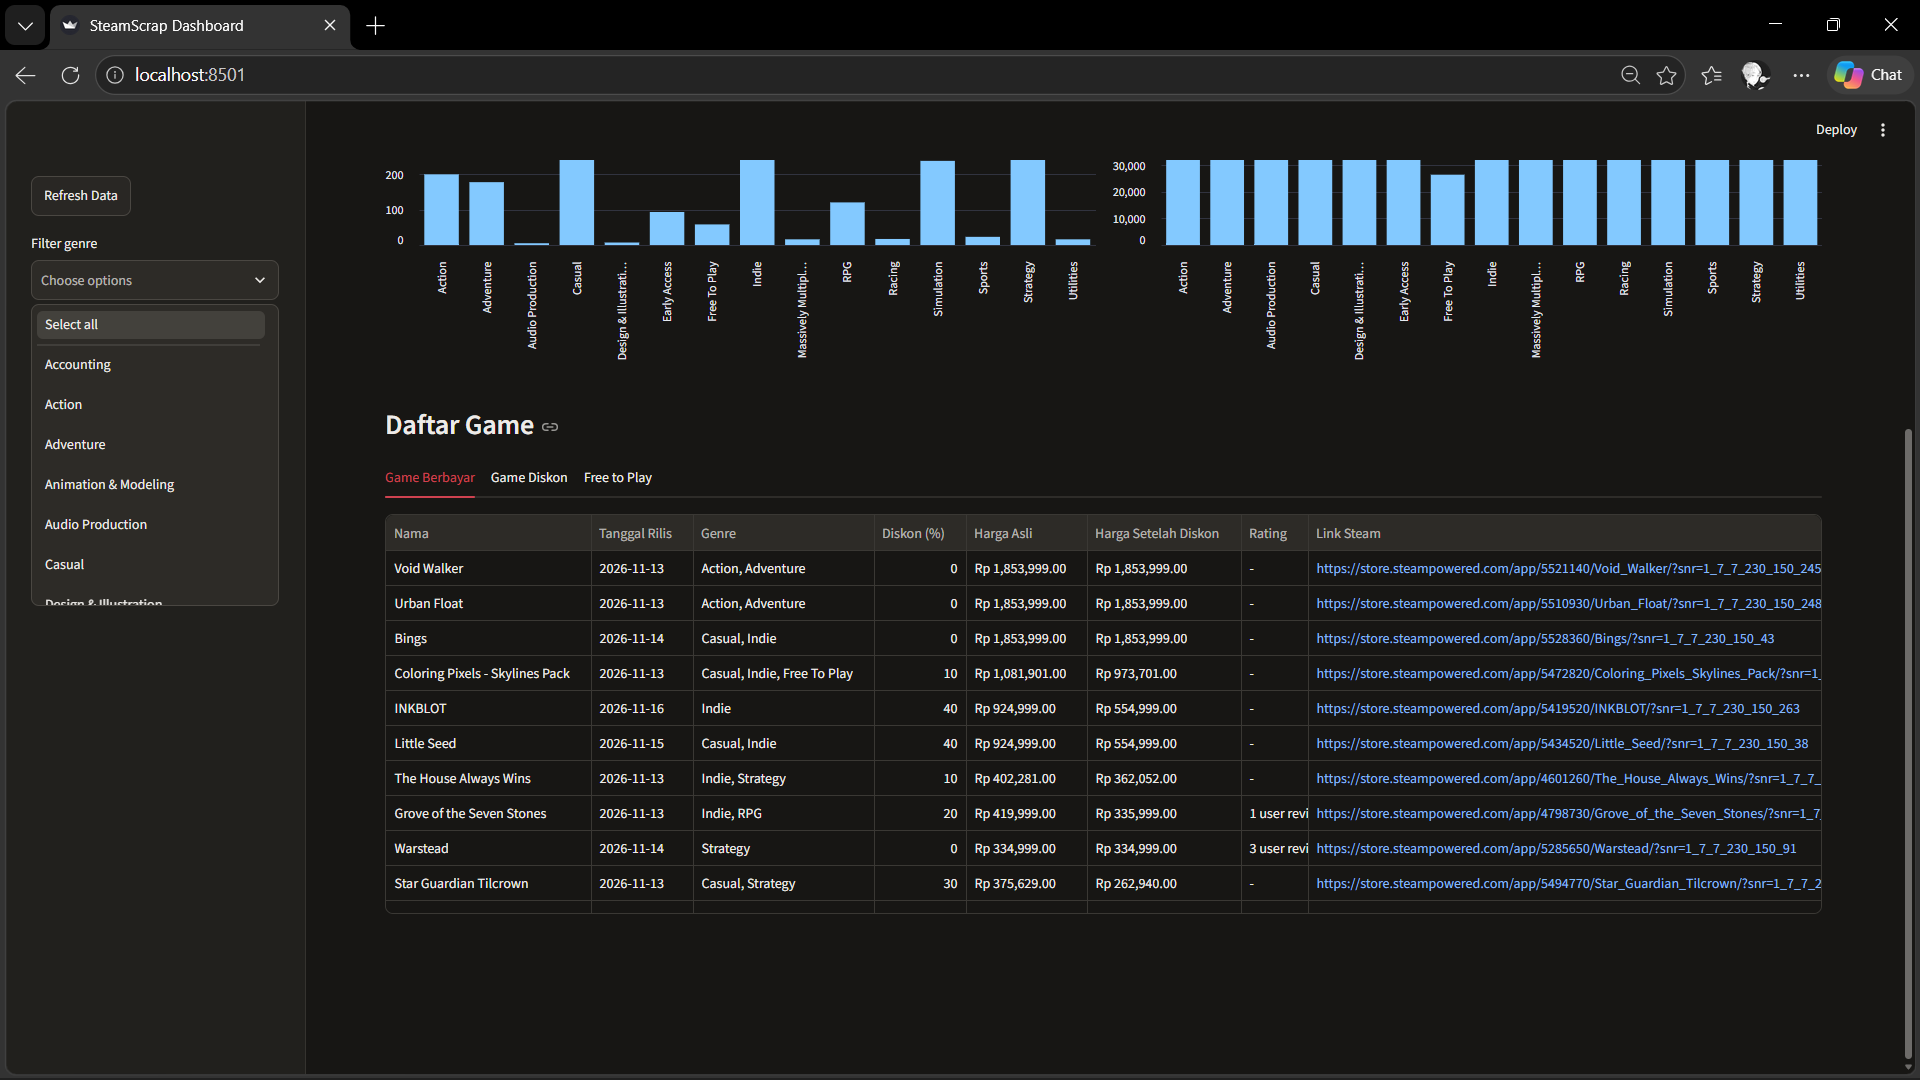 SteamScrap Dashboard
localhost:8501
Chat
Deploy
Refresh Data
Filter genre
Choose options
Select all
Accounting
Action
Adventure
Animation & Modeling
Audio Production
Casual
Design & Illustration
200
100
0
Action
Adventure
Audio Production
Casual
Design & Illustrati...
Early Access
Free To Play
Indie
Massively Multipl...
RPG
Racing
Simulation
Sports
Strategy
Utilities
30,000
20,000
10,000
0
Action
Adventure
Audio Production
Casual
Design & Illustrati...
Early Access
Free To Play
Indie
Massively Multipl...
RPG
Racing
Simulation
Sports
Strategy
Utilities
Daftar Game
Game Berbayar Game Diskon Free to Play
Nama Tanggal Rilis Genre Diskon (%) Harga Asli Harga Setelah Diskon Rating Link Steam
Void Walker 2026-11-13 Action, Adventure 0 Rp 1,853,999.00 Rp 1,853,999.00 - https://store.steampowered.com/app/5521140/Void_Walker/?snr=1_7_7_230_150_245
Urban Float 2026-11-13 Action, Adventure 0 Rp 1,853,999.00 Rp 1,853,999.00 - https://store.steampowered.com/app/5510930/Urban_Float/?snr=1_7_7_230_150_248
Bings 2026-11-14 Casual, Indie 0 Rp 1,853,999.00 Rp 1,853,999.00 - https://store.steampowered.com/app/5528360/Bings/?snr=1_7_7_230_150_43
Coloring Pixels - Skylines Pack 2026-11-13 Casual, Indie, Free To Play 10 Rp 1,081,901.00 Rp 973,701.00 - https://store.steampowered.com/app/5472820/Coloring_Pixels_Skylines_Pack/?snr=1_
INKBLOT 2026-11-16 Indie 40 Rp 924,999.00 Rp 554,999.00 - https://store.steampowered.com/app/5419520/INKBLOT/?snr=1_7_7_230_150_263
Little Seed 2026-11-15 Casual, Indie 40 Rp 924,999.00 Rp 554,999.00 - https://store.steampowered.com/app/5434520/Little_Seed/?snr=1_7_7_230_150_38
The House Always Wins 2026-11-13 Indie, Strategy 10 Rp 402,281.00 Rp 362,052.00 - https://store.steampowered.com/app/4601260/The_House_Always_Wins/?snr=1_7_7_
Grove of the Seven Stones 2026-11-13 Indie, RPG 20 Rp 419,999.00 Rp 335,999.00 1 user revi https://store.steampowered.com/app/4798730/Grove_of_the_Seven_Stones/?snr=1_7_
Warstead 2026-11-14 Strategy 0 Rp 334,999.00 Rp 334,999.00 3 user revi https://store.steampowered.com/app/5285650/Warstead/?snr=1_7_7_230_150_91
Star Guardian Tilcrown 2026-11-13 Casual, Strategy 30 Rp 375,629.00 Rp 262,940.00 - https://store.steampowered.com/app/5494770/Star_Guardian_Tilcrown/?snr=1_7_7_2